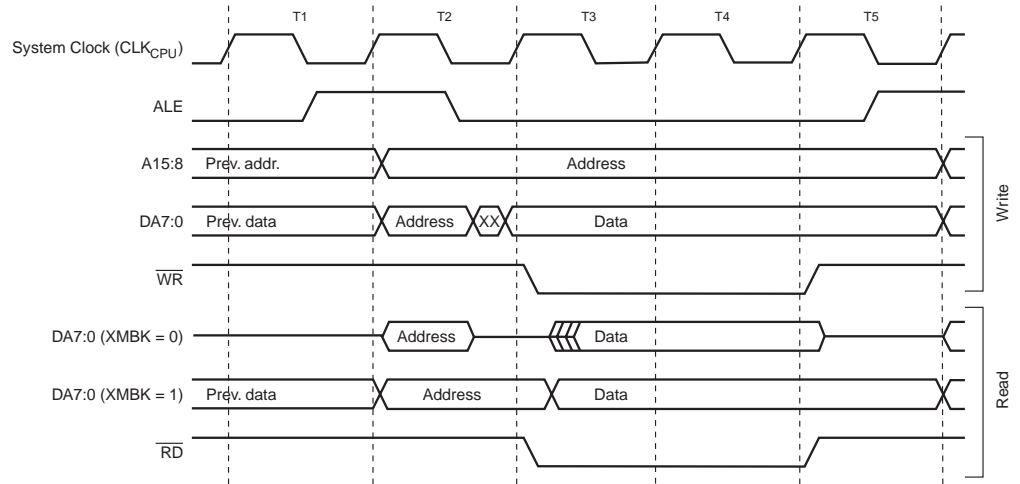 T1 T2 T3 T4 T5
System Clock (CLKCPU)
ALE
A15:8 Prev. addr. Address
DA7:0 Prev. data Address XX Data
WR
Write
DA7:0 (XMBK = 0) Address Data
DA7:0 (XMBK = 1) Prev. data Address Data
RD
Read